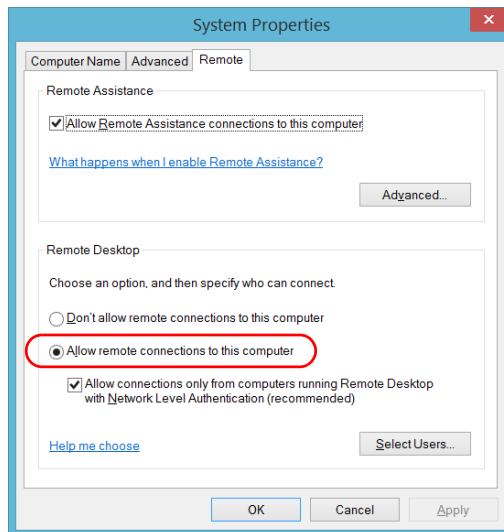 System Properties
Computer Name Advanced Remote
Remote Assistance
Allow Remote Assistance connections to this computer
What happens when I enable Remote Assistance?
Advanced...
Remote Desktop
Choose an option, and then specify who can connect.
Don't allow remote connections to this computer
Allow remote connections to this computer
Allow connections only from computers running Remote Desktop
with Network Level Authentication (recommended)
Help me choose
Select Users...
OK Cancel Apply